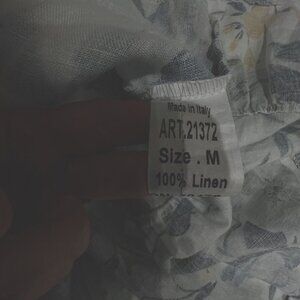 Made in Italy
ART.21372
Size . M
100% Linen